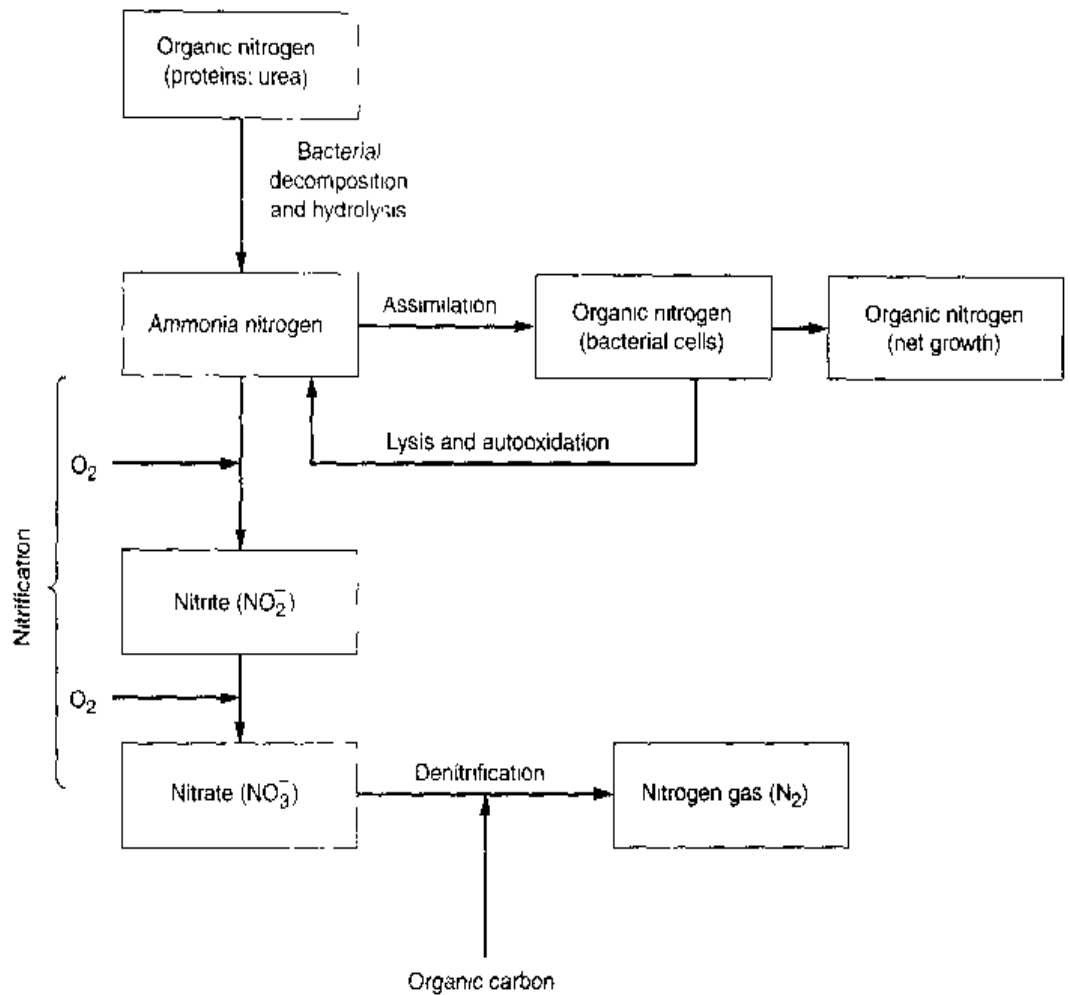 Organic nitrogen
(proteins; urea)
Bacterial
decomposition
and hydrolysis
Ammonia nitrogen
Assimilation
Organic nitrogen
(bacterial cells)
Organic nitrogen
(net growth)
Lysis and autooxidation
O₂
Nitrification
Nitrite (NO₂⁻)
O₂
Nitrate (NO₃⁻)
Denitrification
Nitrogen gas (N₂)
Organic carbon